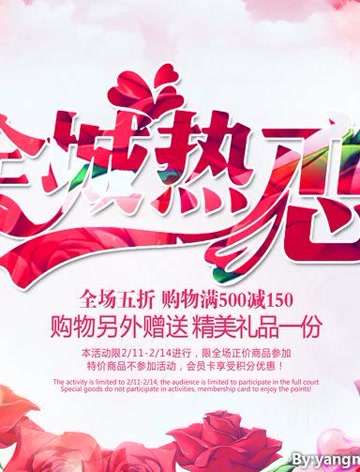 全城热恋
全场五折 购物满500减150
购物另外赠送 精美礼品一份
本活动限2/11-2/14进行，限全场正价商品参加
特价商品不参加活动，会员卡享受积分优惠！
The activity is limited to 2/11-2/14, the audience is limited to participate in the full court
Special goods do not participate in activities, membership card to enjoy the points!
By:yangn